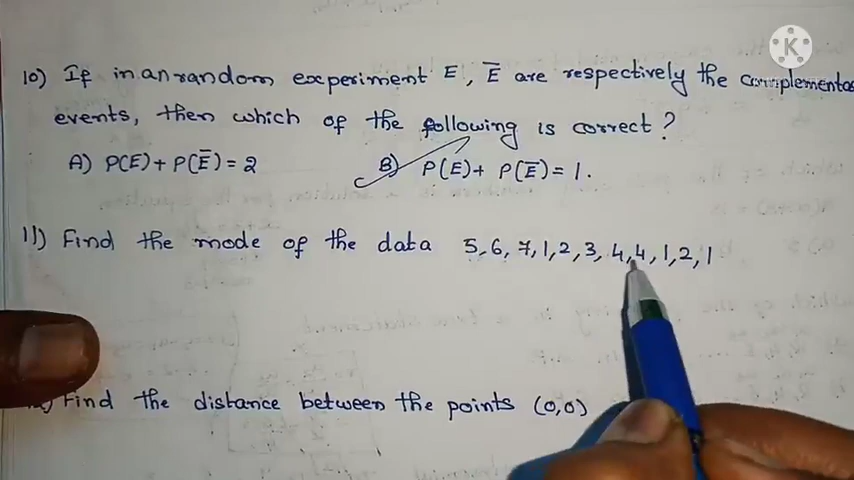 10) If in an random experiment E, E̅ are respectively the complementa
events, then which of the following is correct?
A) P(E) + P(E̅) = 2 B) P(E) + P(E̅) = 1.
11) Find the mode of the data 5, 6, 7, 1, 2, 3, 4, 4, 1, 2, 1
Find the distance between the points (0,0)
K